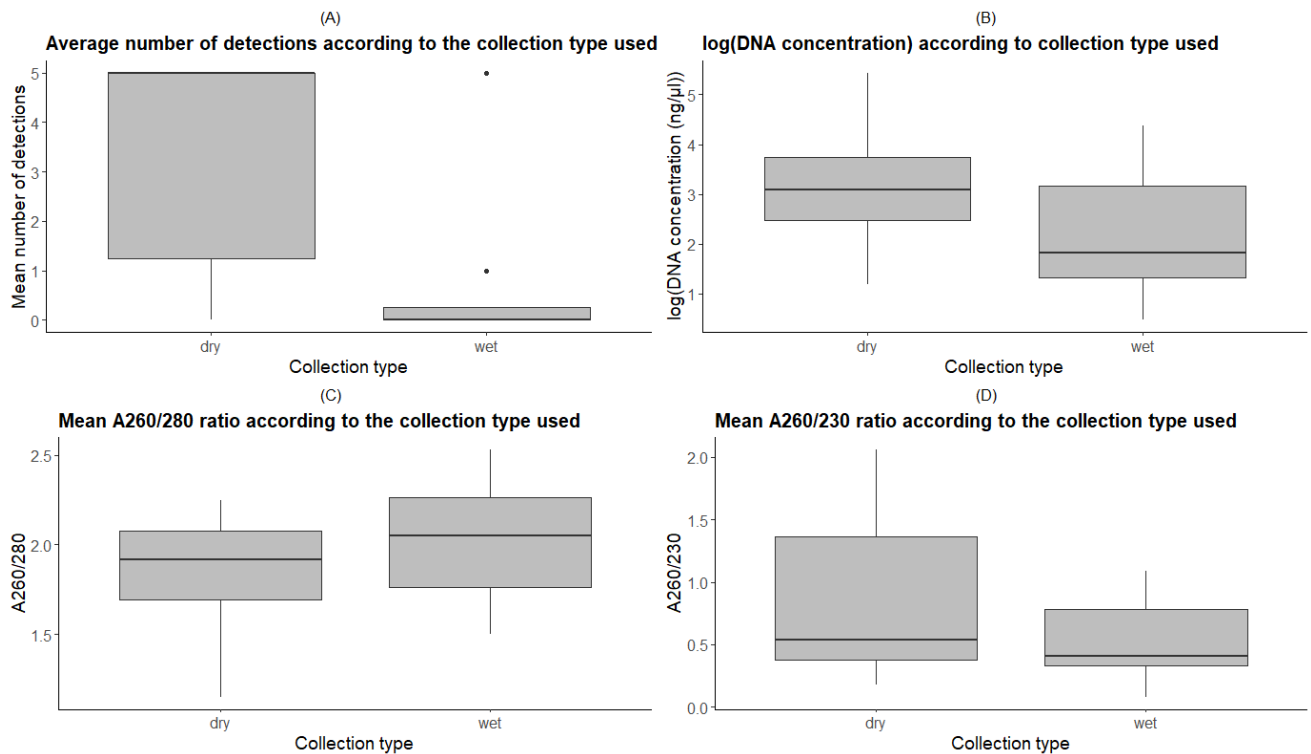 (A)
Average number of detections according to the collection type used
Mean number of detections
5
4
3
2
1
0
dry
wet
Collection type
(B)
log(DNA concentration) according to collection type used
log(DNA concentration (ng/µl))
5
4
3
2
1
dry
wet
Collection type
(C)
Mean A260/280 ratio according to the collection type used
A260/280
2.5
2.0
1.5
dry
wet
Collection type
(D)
Mean A260/230 ratio according to the collection type used
A260/230
2.0
1.5
1.0
0.5
0.0
dry
wet
Collection type